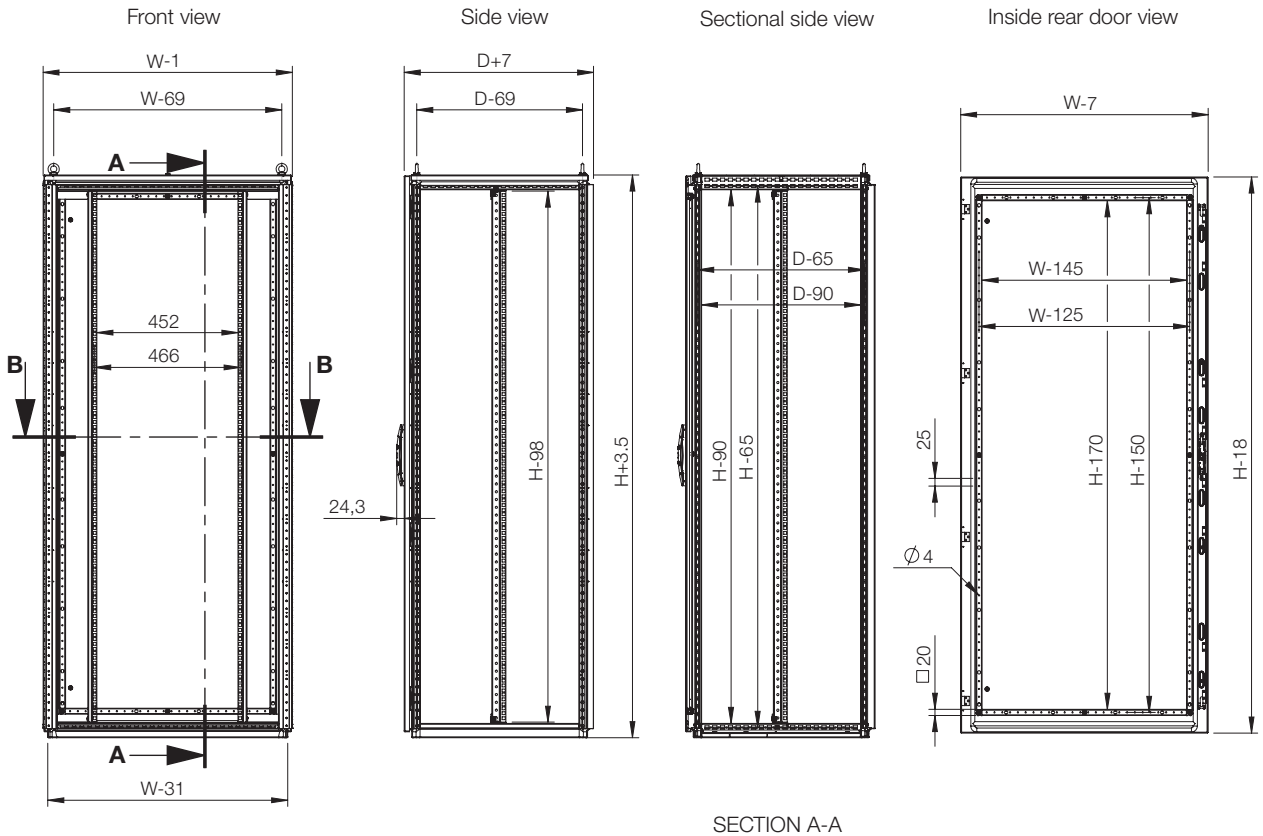 Front view
Side view
Sectional side view
Inside rear door view
W-1
W-69
A
452
466
B
B
A
W-31
D+7
D-69
H-98
H+3.5
24,3
D-65
D-90
H-90
H-65
W-7
W-145
W-125
25
H-170
H-150
H-18
Ø 4
□ 20
SECTION A-A